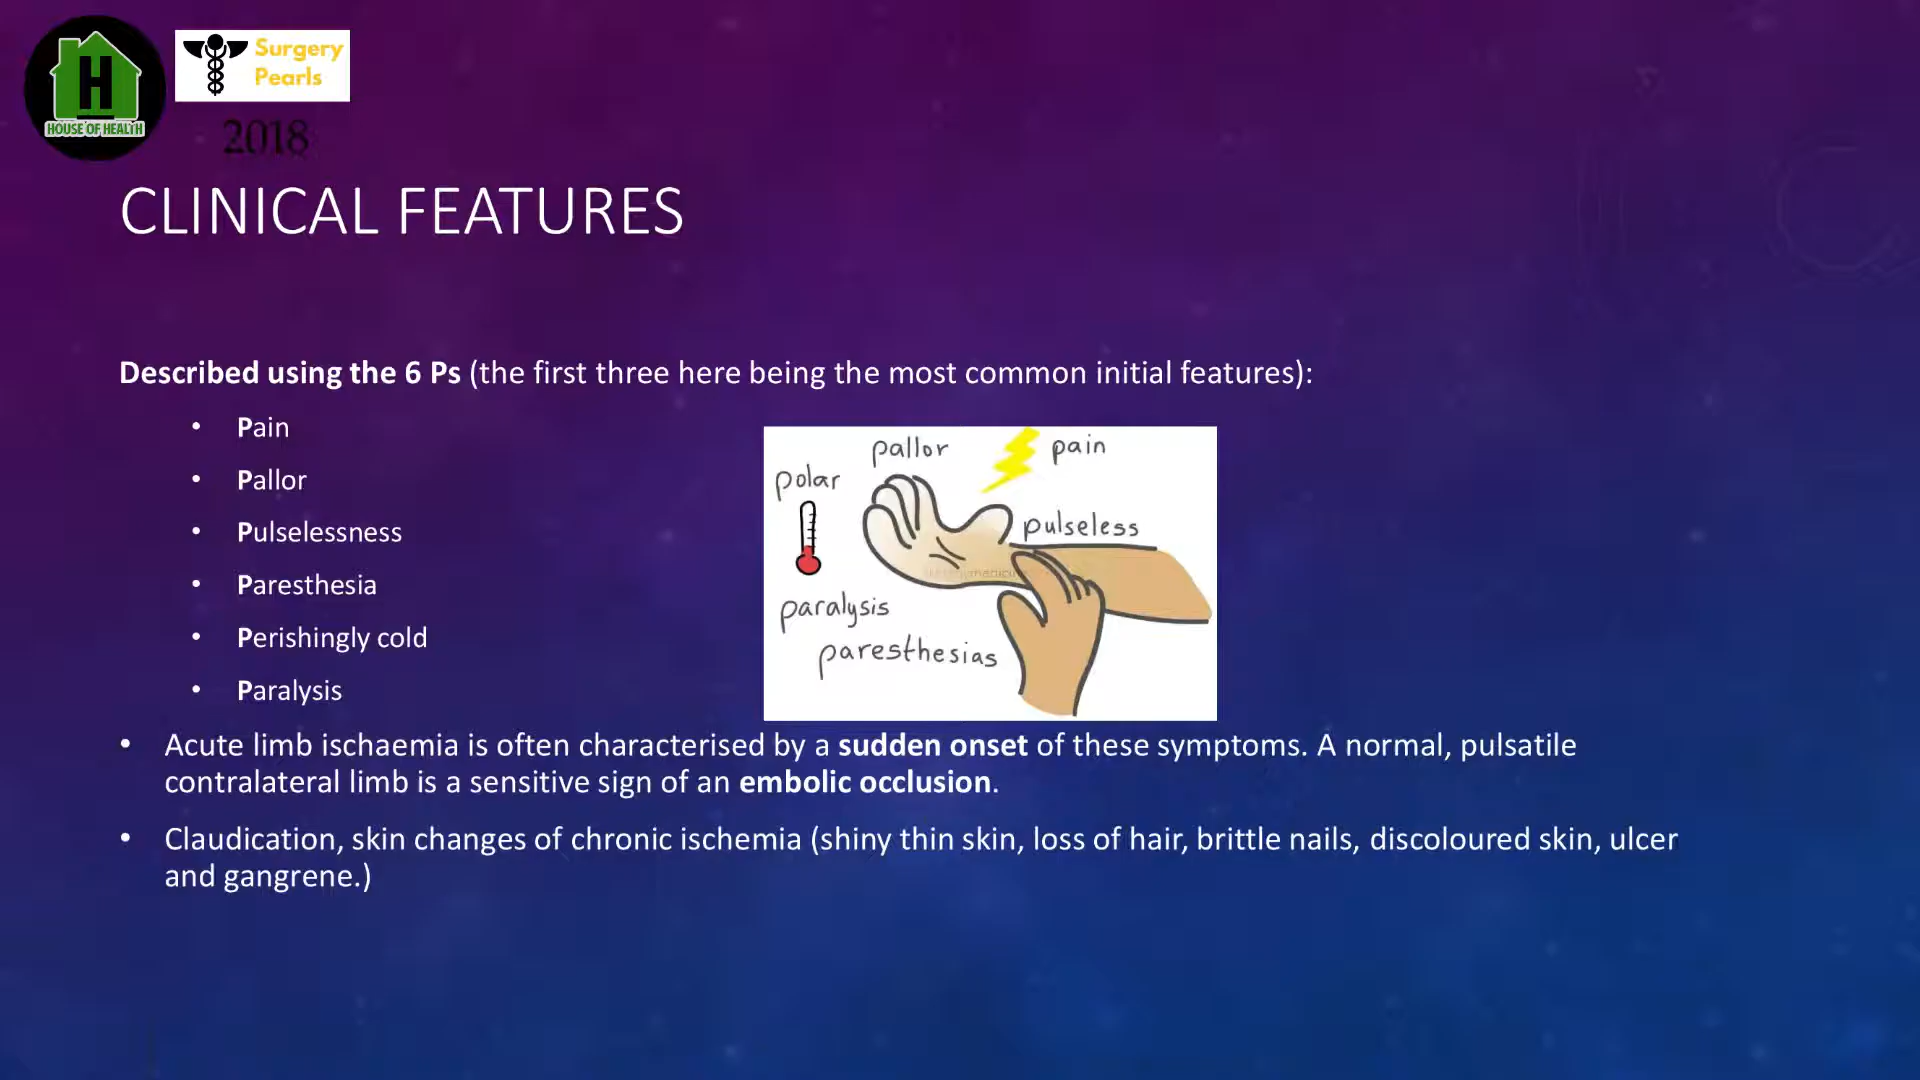 HOUSE OF HEALTH
Surgery
Pearls
2018
CLINICAL FEATURES
Described using the 6 Ps (the first three here being the most common initial features):
• Pain
• Pallor
• Pulselessness
• Paresthesia
• Perishingly cold
• Paralysis
pallor
pain
polar
pulseless
paralysis
paresthesias
• Acute limb ischaemia is often characterised by a sudden onset of these symptoms. A normal, pulsatile
contralateral limb is a sensitive sign of an embolic occlusion.
• Claudication, skin changes of chronic ischemia (shiny thin skin, loss of hair, brittle nails, discoloured skin, ulcer
and gangrene.)